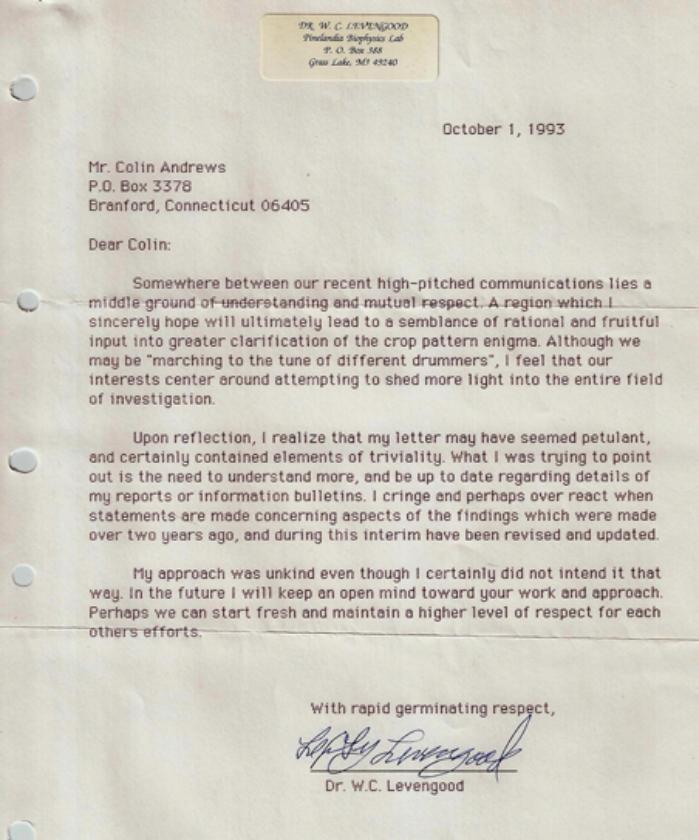 DR. W. C. LEVENGOOD
Pinelandia Biophysics Lab
P. O. Box 388
Grass Lake, MI 49240
October 1, 1993
Mr. Colin Andrews
P.O. Box 3378
Branford, Connecticut 06405
Dear Colin:
Somewhere between our recent high-pitched communications lies a
middle ground of understanding and mutual respect. A region which I
sincerely hope will ultimately lead to a semblance of rational and fruitful
input into greater clarification of the crop pattern enigma. Although we
may be "marching to the tune of different drummers", I feel that our
interests center around attempting to shed more light into the entire field
of investigation.
Upon reflection, I realize that my letter may have seemed petulant,
and certainly contained elements of triviality. What I was trying to point
out is the need to understand more, and be up to date regarding details of
my reports or information bulletins. I cringe and perhaps over react when
statements are made concerning aspects of the findings which were made
over two years ago, and during this interim have been revised and updated.
My approach was unkind even though I certainly did not intend it that
way. In the future I will keep an open mind toward your work and approach.
Perhaps we can start fresh and maintain a higher level of respect for each
others efforts.
With rapid germinating respect,
Levengood
Dr. W.C. Levengood